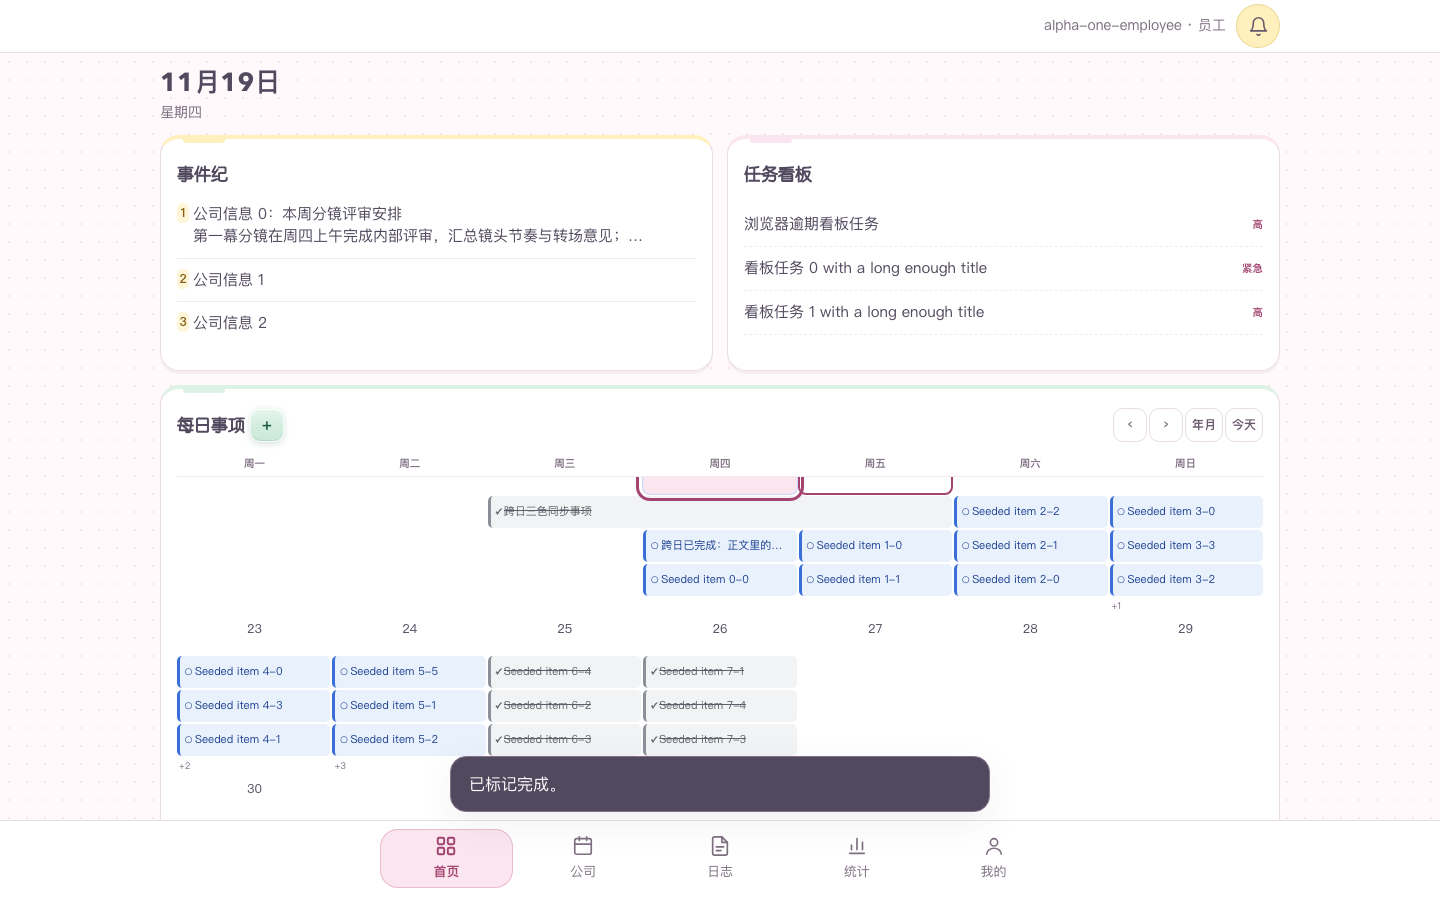 alpha-one-employee · 员工
11月19日
星期四
事件纪
1 公司信息 0：本周分镜评审安排
第一幕分镜在周四上午完成内部评审，汇总镜头节奏与转场意见；…
2 公司信息 1
3 公司信息 2
任务看板
浏览器逾期看板任务 高
看板任务 0 with a long enough title 紧急
看板任务 1 with a long enough title 高
每日事项 +
‹ › 年月 今天
周一 周二 周三 周四 周五 周六 周日
✓跨日三色同步事项 ○ Seeded item 2-2 ○ Seeded item 3-0
○ 跨日已完成：正文里的… ○ Seeded item 1-0 ○ Seeded item 2-1 ○ Seeded item 3-3
○ Seeded item 0-0 ○ Seeded item 1-1 ○ Seeded item 2-0 ○ Seeded item 3-2
+1
23 24 25 26 27 28 29
○ Seeded item 4-0 ○ Seeded item 5-5 ✓Seeded item 6-4 ✓Seeded item 7-1
○ Seeded item 4-3 ○ Seeded item 5-1 ✓Seeded item 6-2 ✓Seeded item 7-4
○ Seeded item 4-1 ○ Seeded item 5-2 ✓Seeded item 6-3 ✓Seeded item 7-3
+2 +3
30
已标记完成。
首页 公司 日志 统计 我的